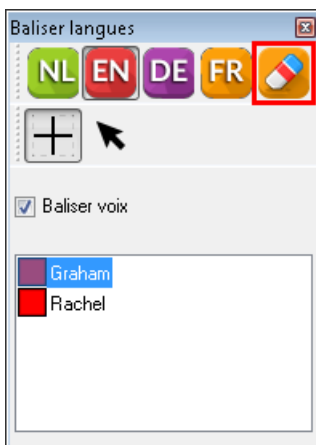 Baliser langues
NL EN DE FR
Baliser voix
Graham
Rachel